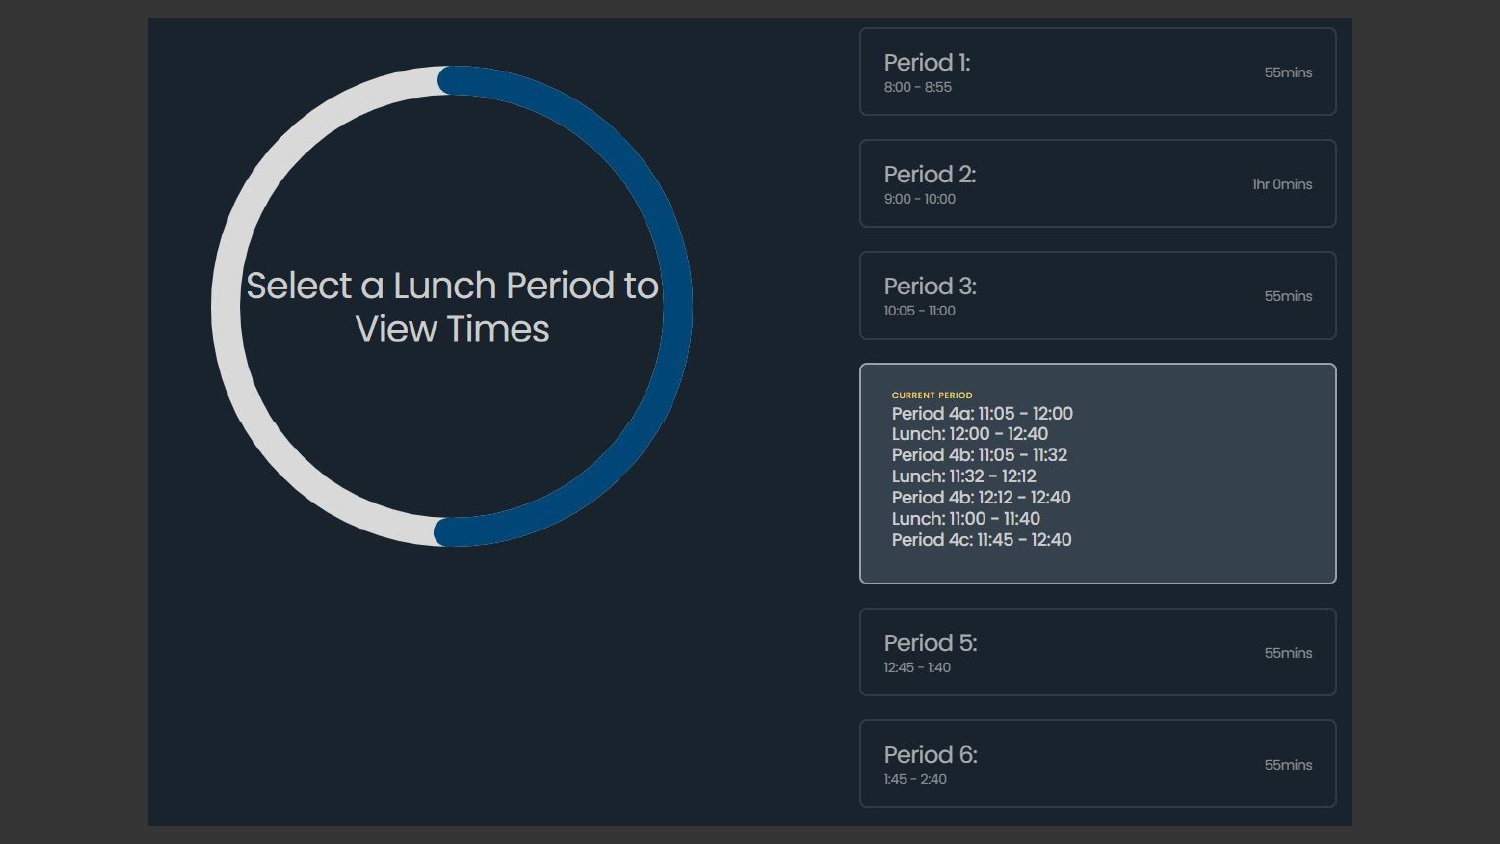 Select a Lunch Period to
View Times
Period 1:
8:00 - 8:55
55mins
Period 2:
9:00 - 10:00
1hr 0mins
Period 3:
10:05 - 11:00
55mins
CURRENT PERIOD
Period 4a: 11:05 - 12:00
Lunch: 12:00 - 12:40
Period 4b: 11:05 - 11:32
Lunch: 11:32 - 12:12
Period 4b: 12:12 - 12:40
Lunch: 11:00 - 11:40
Period 4c: 11:45 - 12:40
Period 5:
12:45 - 1:40
55mins
Period 6:
1:45 - 2:40
55mins